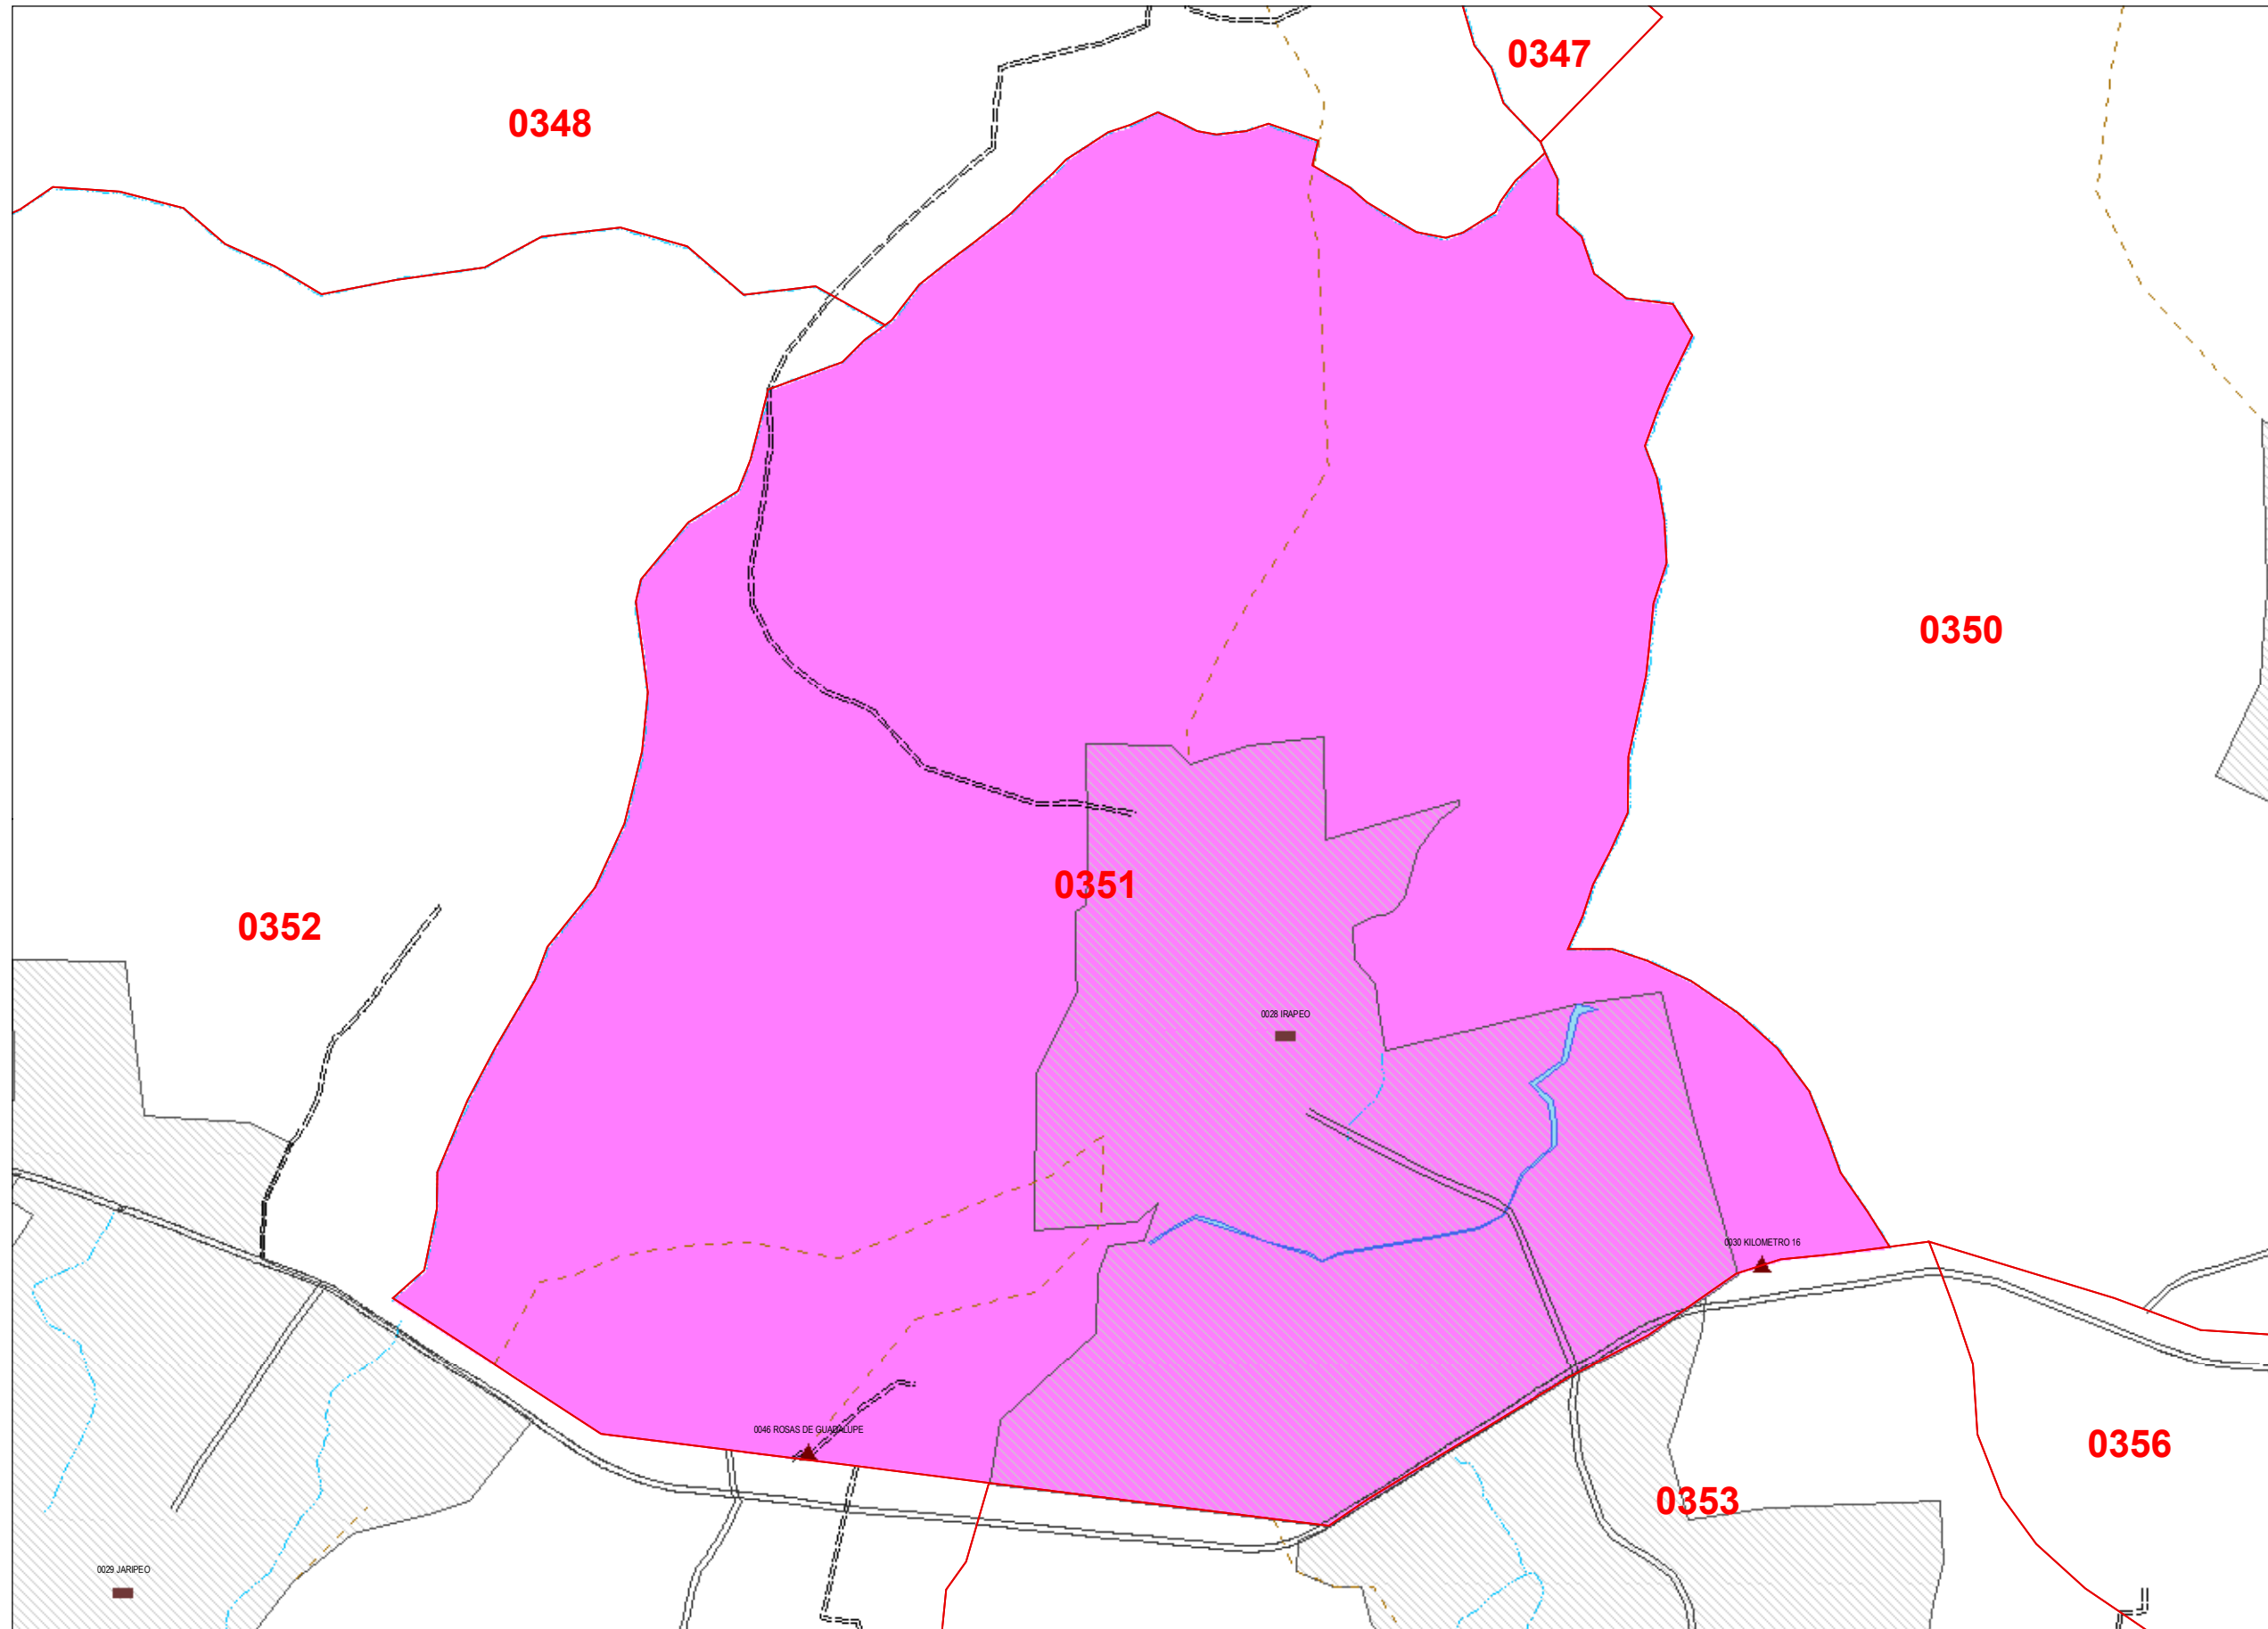 0347
0348
0350
0351
0352
0028 IRAPEO
0030 KILOMETRO 16
0046 ROSAS DE GUADALUPE
0356
0353
0029 JARIPEO